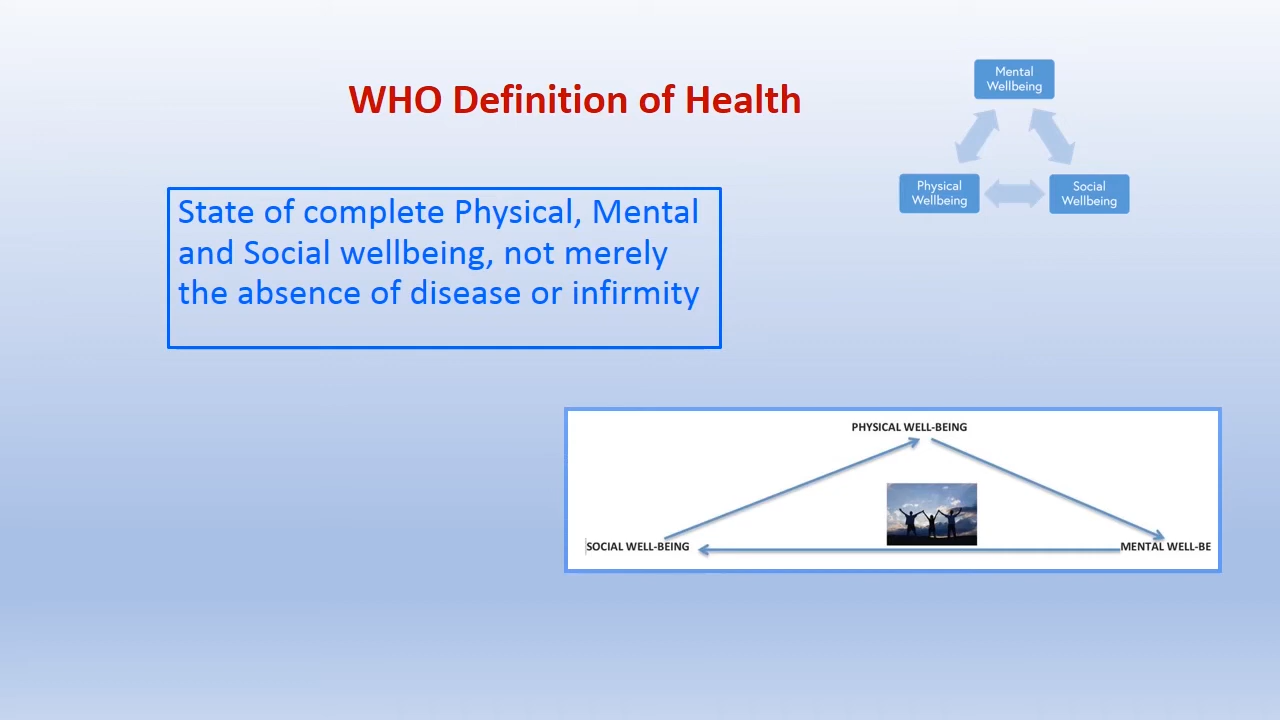 WHO Definition of Health
Mental
Wellbeing
Physical
Wellbeing
Social
Wellbeing
State of complete Physical, Mental
and Social wellbeing, not merely
the absence of disease or infirmity
PHYSICAL WELL-BEING
SOCIAL WELL-BEING
MENTAL WELL-BE